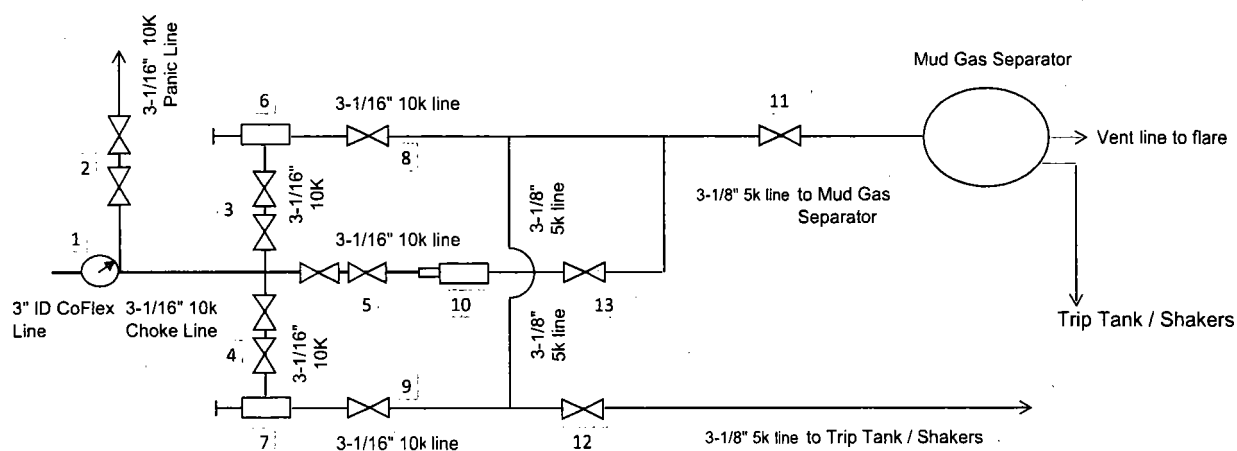 3-1/16" 10K
Panic Line
Mud Gas Separator
6
3-1/16" 10k line
11
Vent line to flare
2
8
3
3-1/16"
10K
3-1/8"
5k line
3-1/8" 5k line to Mud Gas
Separator
1
3-1/16" 10k line
3" ID CoFlex
Line
3-1/16" 10k
Choke Line
5
10
13
Trip Tank / Shakers
4
3-1/16"
10K
3-1/8"
5k line
9
7
3-1/16" 10k line
12
3-1/8" 5k line to Trip Tank / Shakers